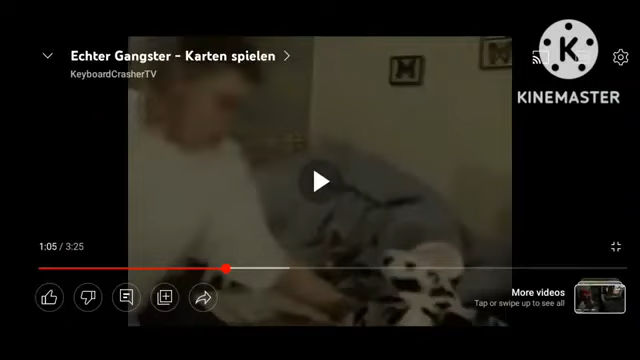 Echter Gangster - Karten spielen
KeyboardCrasherTV
K
KINEMASTER
1:05 / 3:25
More videos
Tap or swipe up to see all